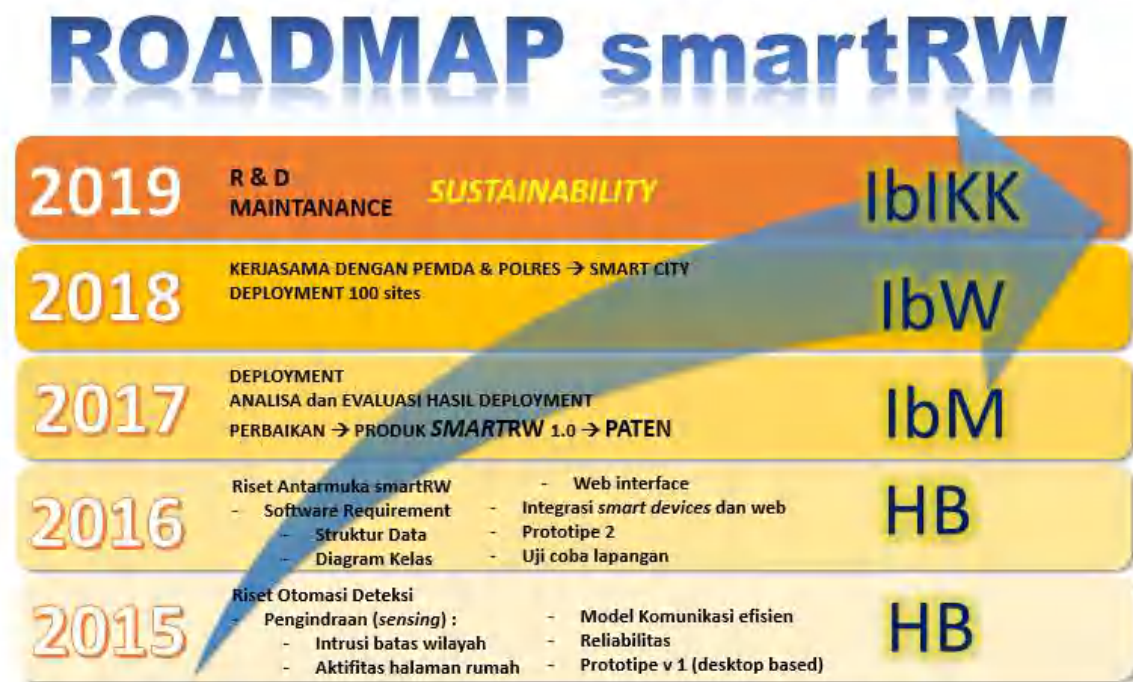 ROADMAP smartRW
2019
R & D
MAINTANANCE
SUSTAINABILITY
IbIKK
2018
KERJASAMA DENGAN PEMDA & POLRES → SMART CITY
DEPLOYMENT 100 sites
IbW
2017
DEPLOYMENT
ANALISA dan EVALUASI HASIL DEPLOYMENT
PERBAIKAN → PRODUK SMARTRW 1.0 → PATEN
IbM
2016
Riset Antarmuka smartRW
- Software Requirement
- Struktur Data
- Diagram Kelas
- Web interface
- Integrasi smart devices dan web
- Prototipe 2
- Uji coba lapangan
HB
2015
Riset Otomasi Deteksi
- Pengindraan (sensing) :
- Intrusi batas wilayah
- Aktifitas halaman rumah
- Model Komunikasi efisien
- Reliabilitas
- Prototipe v 1 (desktop based)
HB